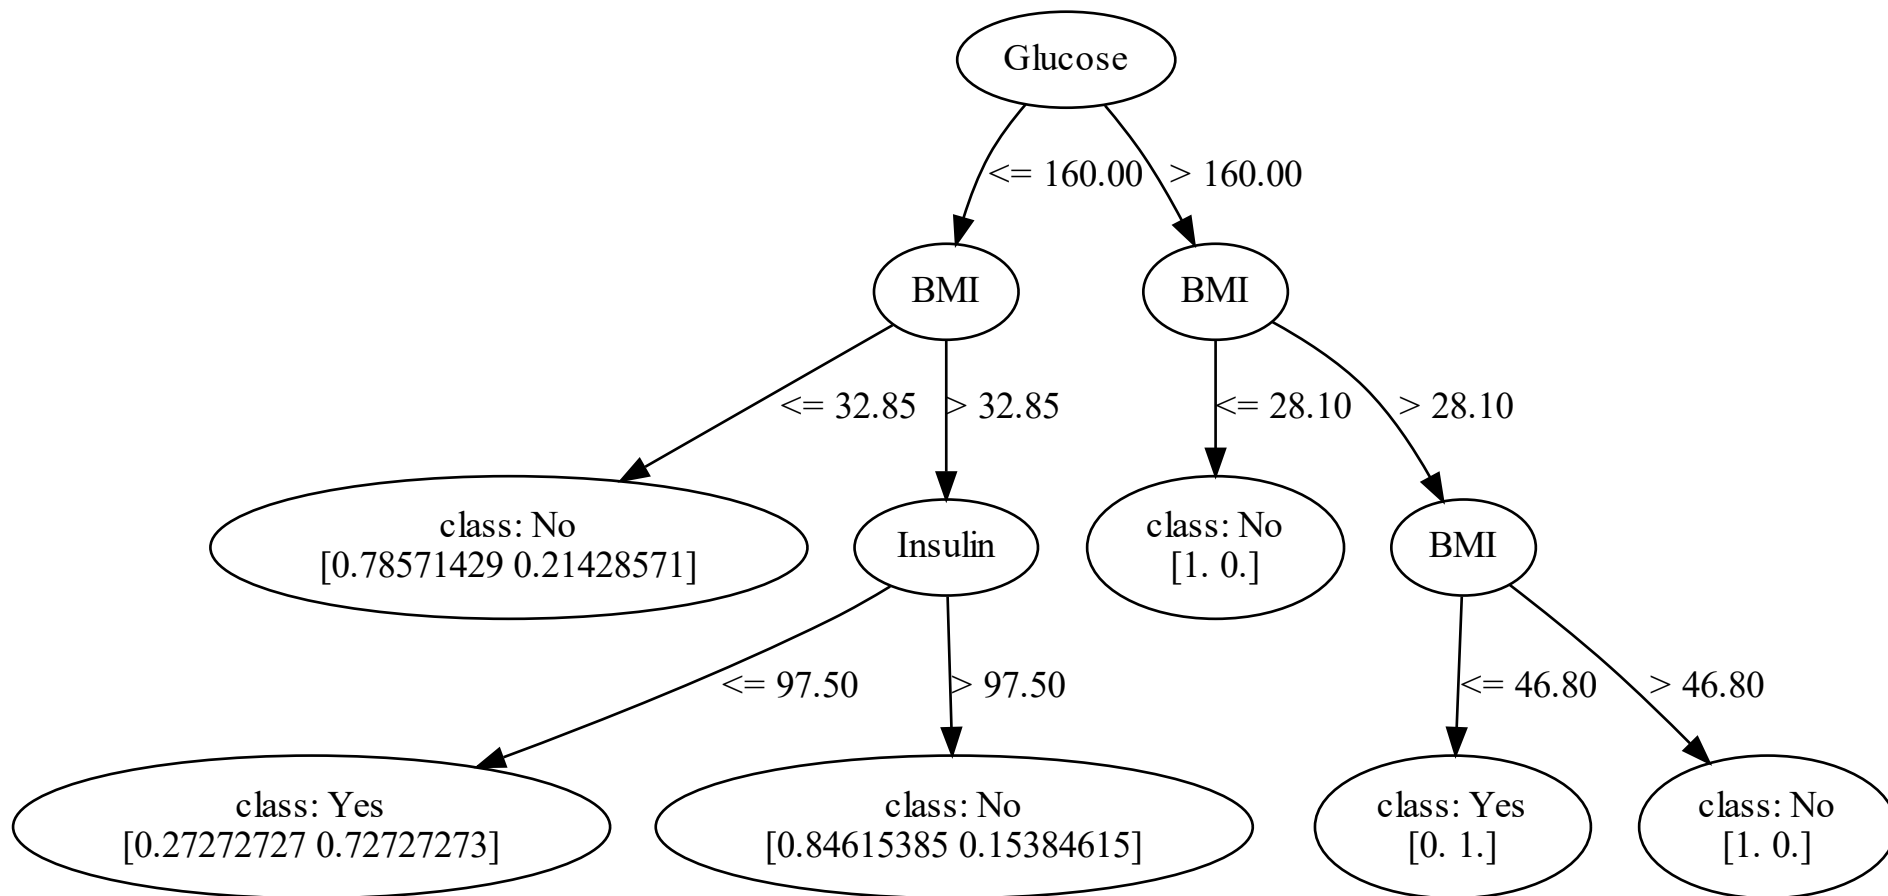 Glucose
<= 160.00
> 160.00
BMI
BMI
<= 32.85
> 32.85
<= 28.10
> 28.10
class: No
[0.78571429 0.21428571]
Insulin
class: No
[1. 0.]
BMI
<= 97.50
> 97.50
<= 46.80
> 46.80
class: Yes
[0.27272727 0.72727273]
class: No
[0.84615385 0.15384615]
class: Yes
[0. 1.]
class: No
[1. 0.]